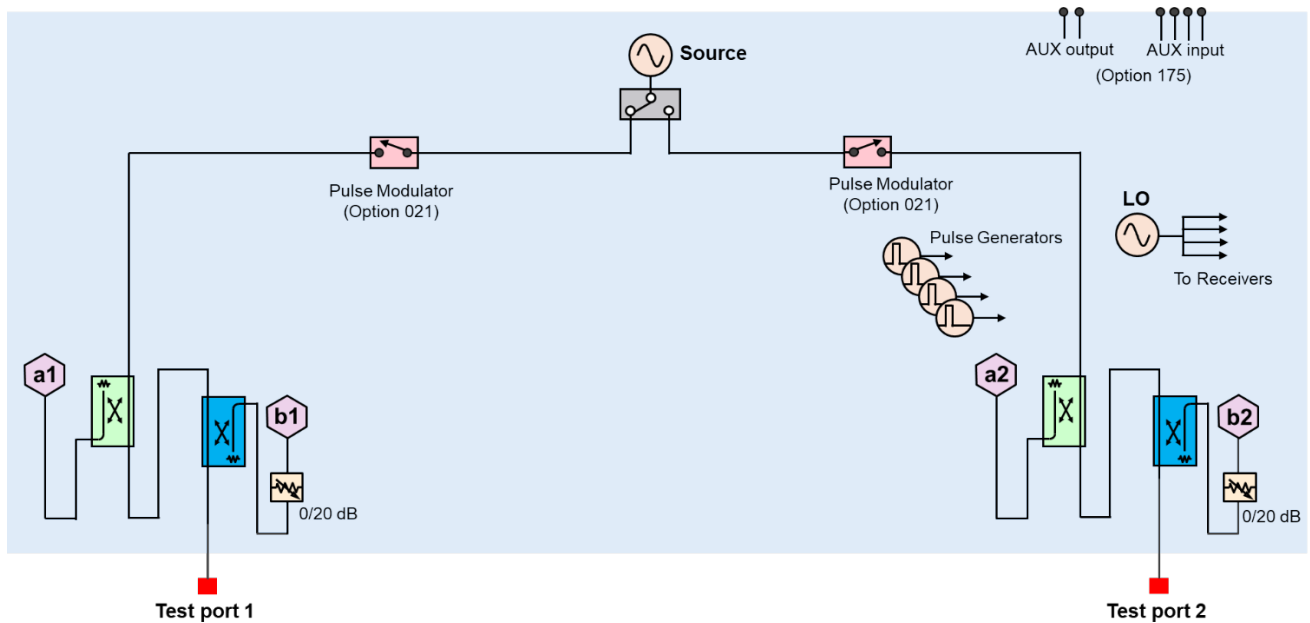 AUX output
AUX input
(Option 175)
Source
Pulse Modulator
(Option 021)
Pulse Modulator
(Option 021)
LO
Pulse Generators
To Receivers
a1
b1
0/20 dB
a2
b2
0/20 dB
Test port 1
Test port 2